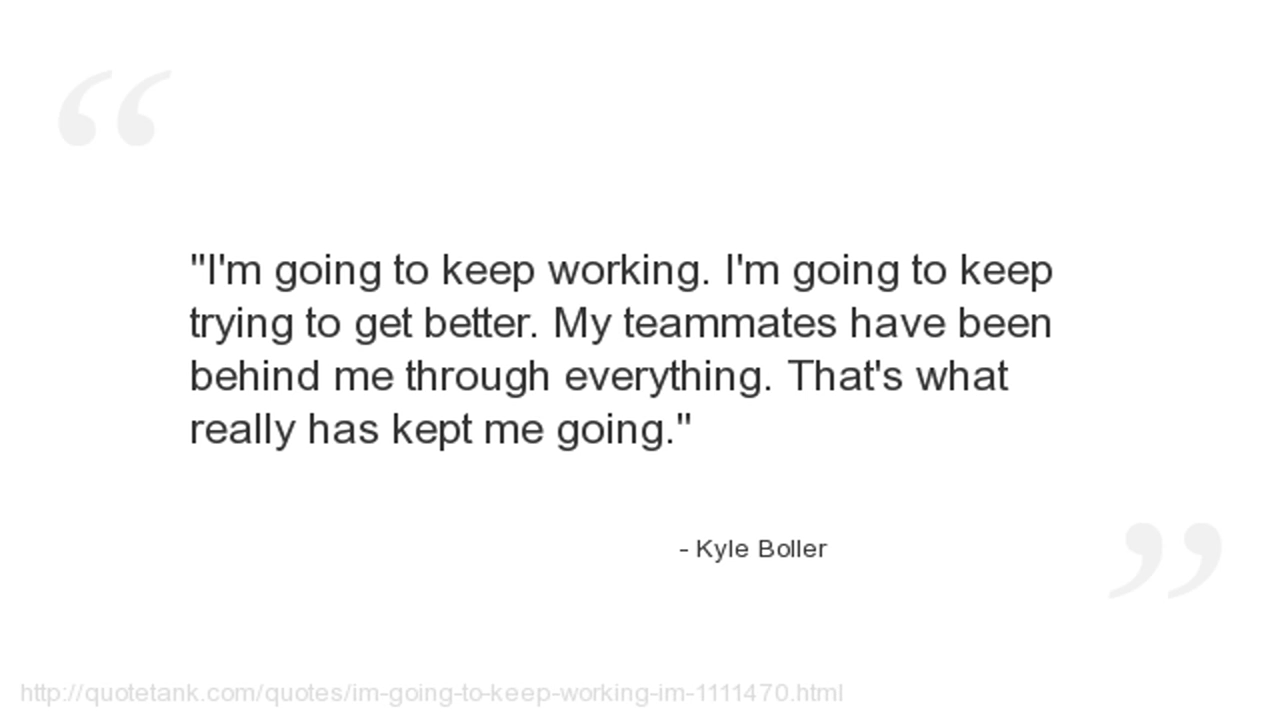 "I'm going to keep working. I'm going to keep
trying to get better. My teammates have been
behind me through everything. That's what
really has kept me going."
- Kyle Boller
http://quotetank.com/quotes/im-going-to-keep-working-im-1111470.html